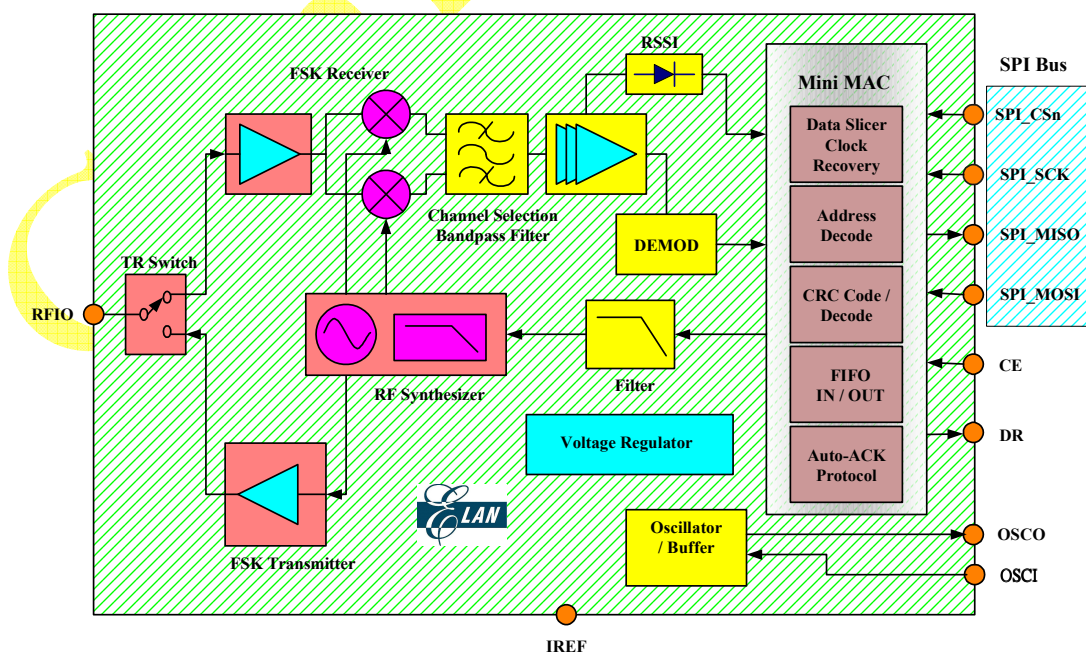 RSSI
FSK Receiver
SPI Bus
Mini MAC
SPI_CSn
Data Slicer
Clock
Recovery
SPI_SCK
Channel Selection
Bandpass Filter
Address
Decode
SPI_MISO
DEMOD
TR Switch
SPI_MOSI
CRC Code /
Decode
RFIO
CE
FIFO
IN / OUT
RF Synthesizer
Filter
DR
Voltage Regulator
Auto-ACK
Protocol
ELAN
Oscillator
/ Buffer
OSCO
FSK Transmitter
OSCI
IREF